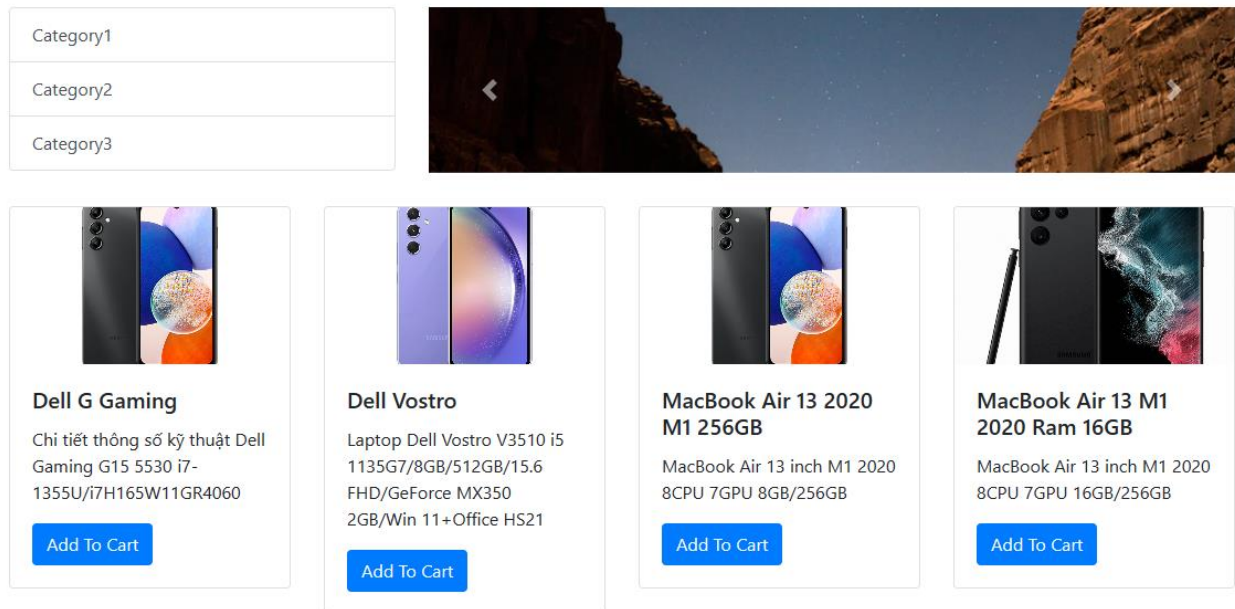 Category1
Category2
Category3
Dell G Gaming
Chi tiết thông số kỹ thuật Dell
Gaming G15 5530 i7-
1355U/i7H165W11GR4060
Add To Cart
Dell Vostro
Laptop Dell Vostro V3510 i5
1135G7/8GB/512GB/15.6
FHD/GeForce MX350
2GB/Win 11+Office HS21
Add To Cart
MacBook Air 13 2020
M1 256GB
MacBook Air 13 inch M1 2020
8CPU 7GPU 8GB/256GB
Add To Cart
MacBook Air 13 M1
2020 Ram 16GB
MacBook Air 13 inch M1 2020
8CPU 7GPU 16GB/256GB
Add To Cart